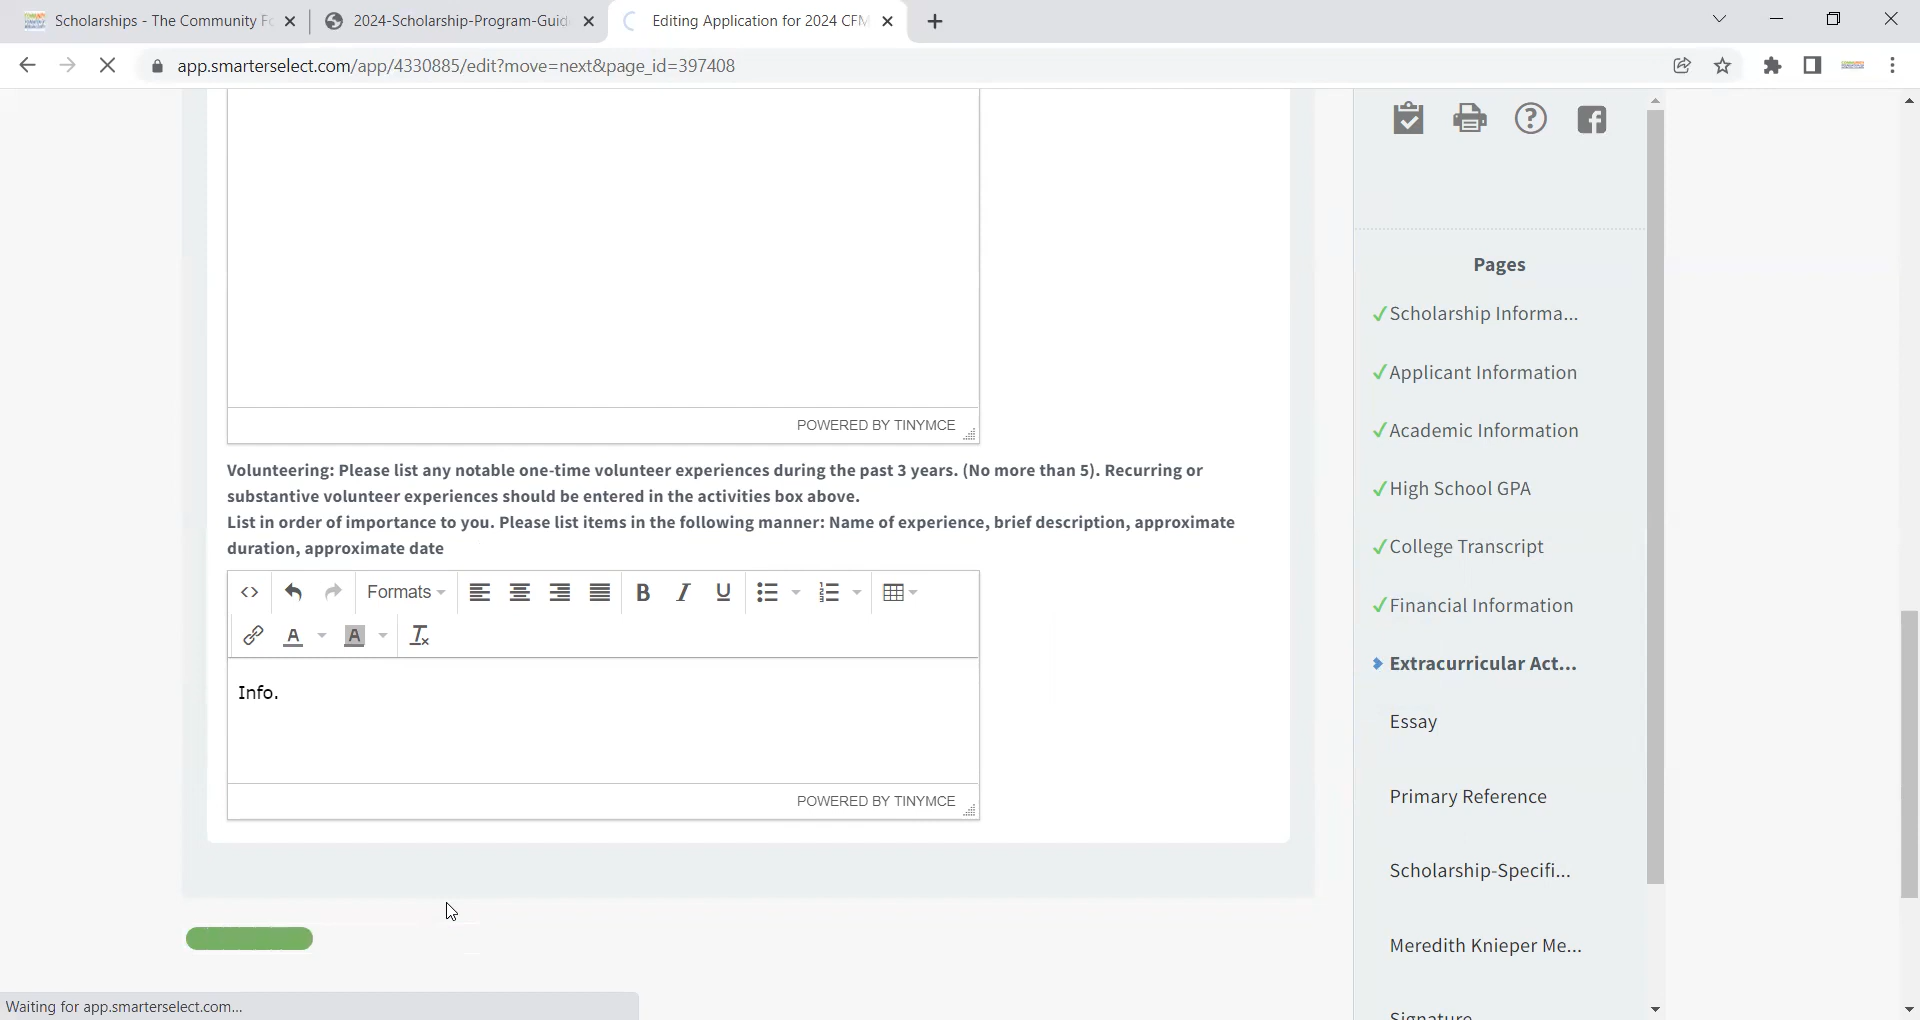 Scholarships - The Community Fo
2024-Scholarship-Program-Guid
Editing Application for 2024 CFM
app.smarterselect.com/app/4330885/edit?move=next&page_id=397408
POWERED BY TINYMCE
Volunteering: Please list any notable one-time volunteer experiences during the past 3 years. (No more than 5). Recurring or
substantive volunteer experiences should be entered in the activities box above.
List in order of importance to you. Please list items in the following manner: Name of experience, brief description, approximate
duration, approximate date
Formats
B I U
A A
Info.
POWERED BY TINYMCE
Pages
Scholarship Informa...
Applicant Information
Academic Information
High School GPA
College Transcript
Financial Information
Extracurricular Act...
Essay
Primary Reference
Scholarship-Specifi...
Meredith Knieper Me...
Signature
Waiting for app.smarterselect.com...